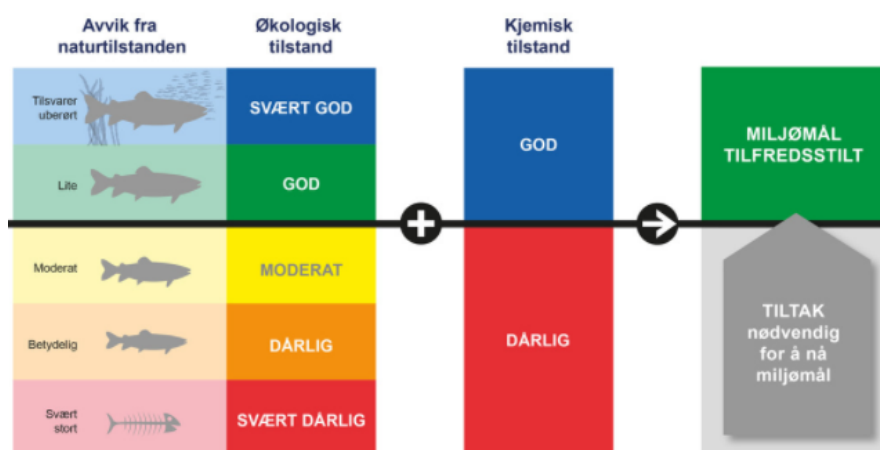 Avvik fra
naturtilstanden
Økologisk
tilstand
Kjemisk
tilstand
Tilsvarer
uberørt
SVÆRT GOD
Lite
GOD
Moderat
MODERAT
Betydelig
DÅRLIG
Svært
stort
SVÆRT DÅRLIG
GOD
DÅRLIG
MILJØMÅL
TILFREDSSTILT
TILTAK
nødvendig
for å nå
miljømål